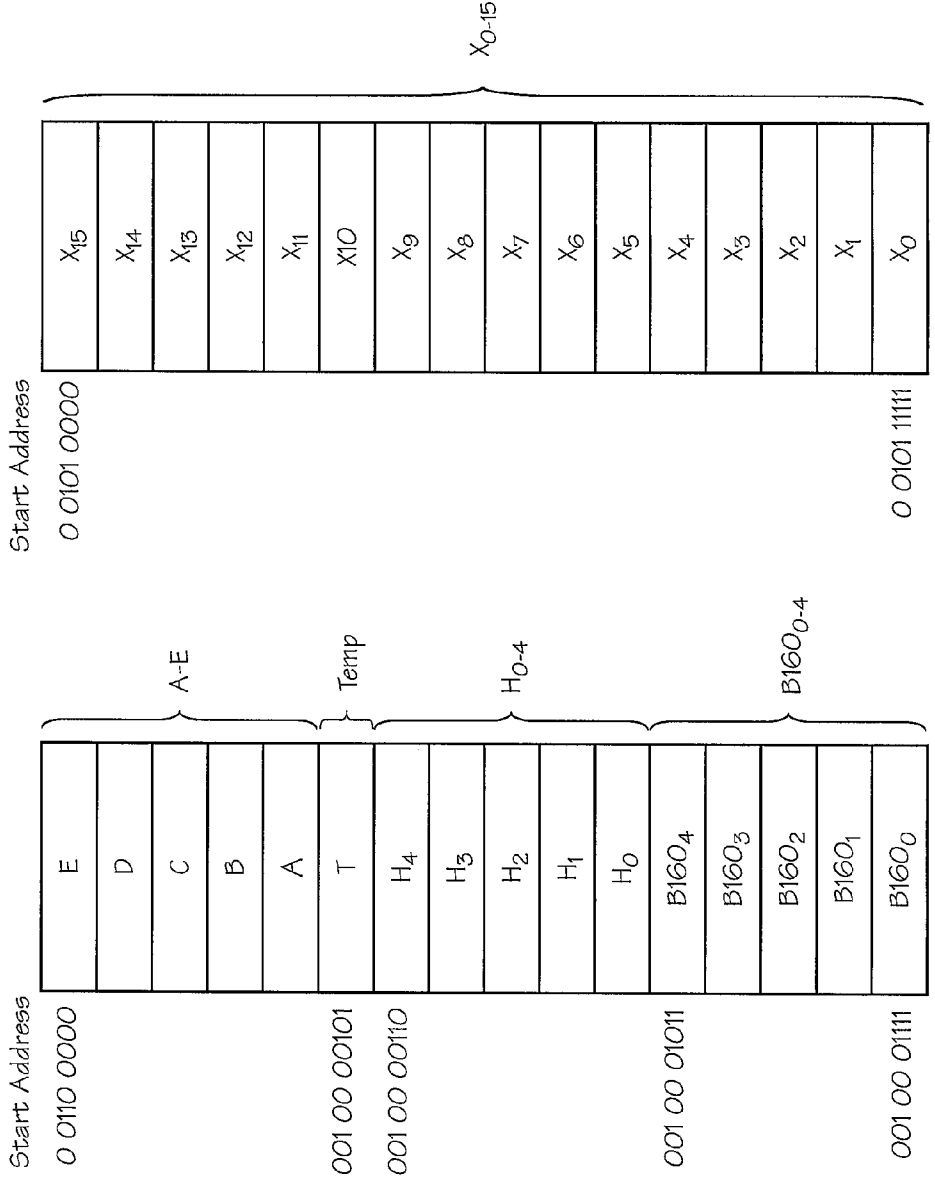 Start Address
0 0110 0000
E
D
C
B
A
A-E
001 00 00101
T
Temp
001 00 00110
H4
H3
H2
H1
H0
H0-4
001 00 01011
B1604
B1603
B1602
B1601
B1600
B1600-4
001 00 01111
Start Address
0 0101 0000
X15
X14
X13
X12
X11
X10
X9
X8
X7
X6
X5
X4
X3
X2
X1
X0
X0-15
0 0101 11111